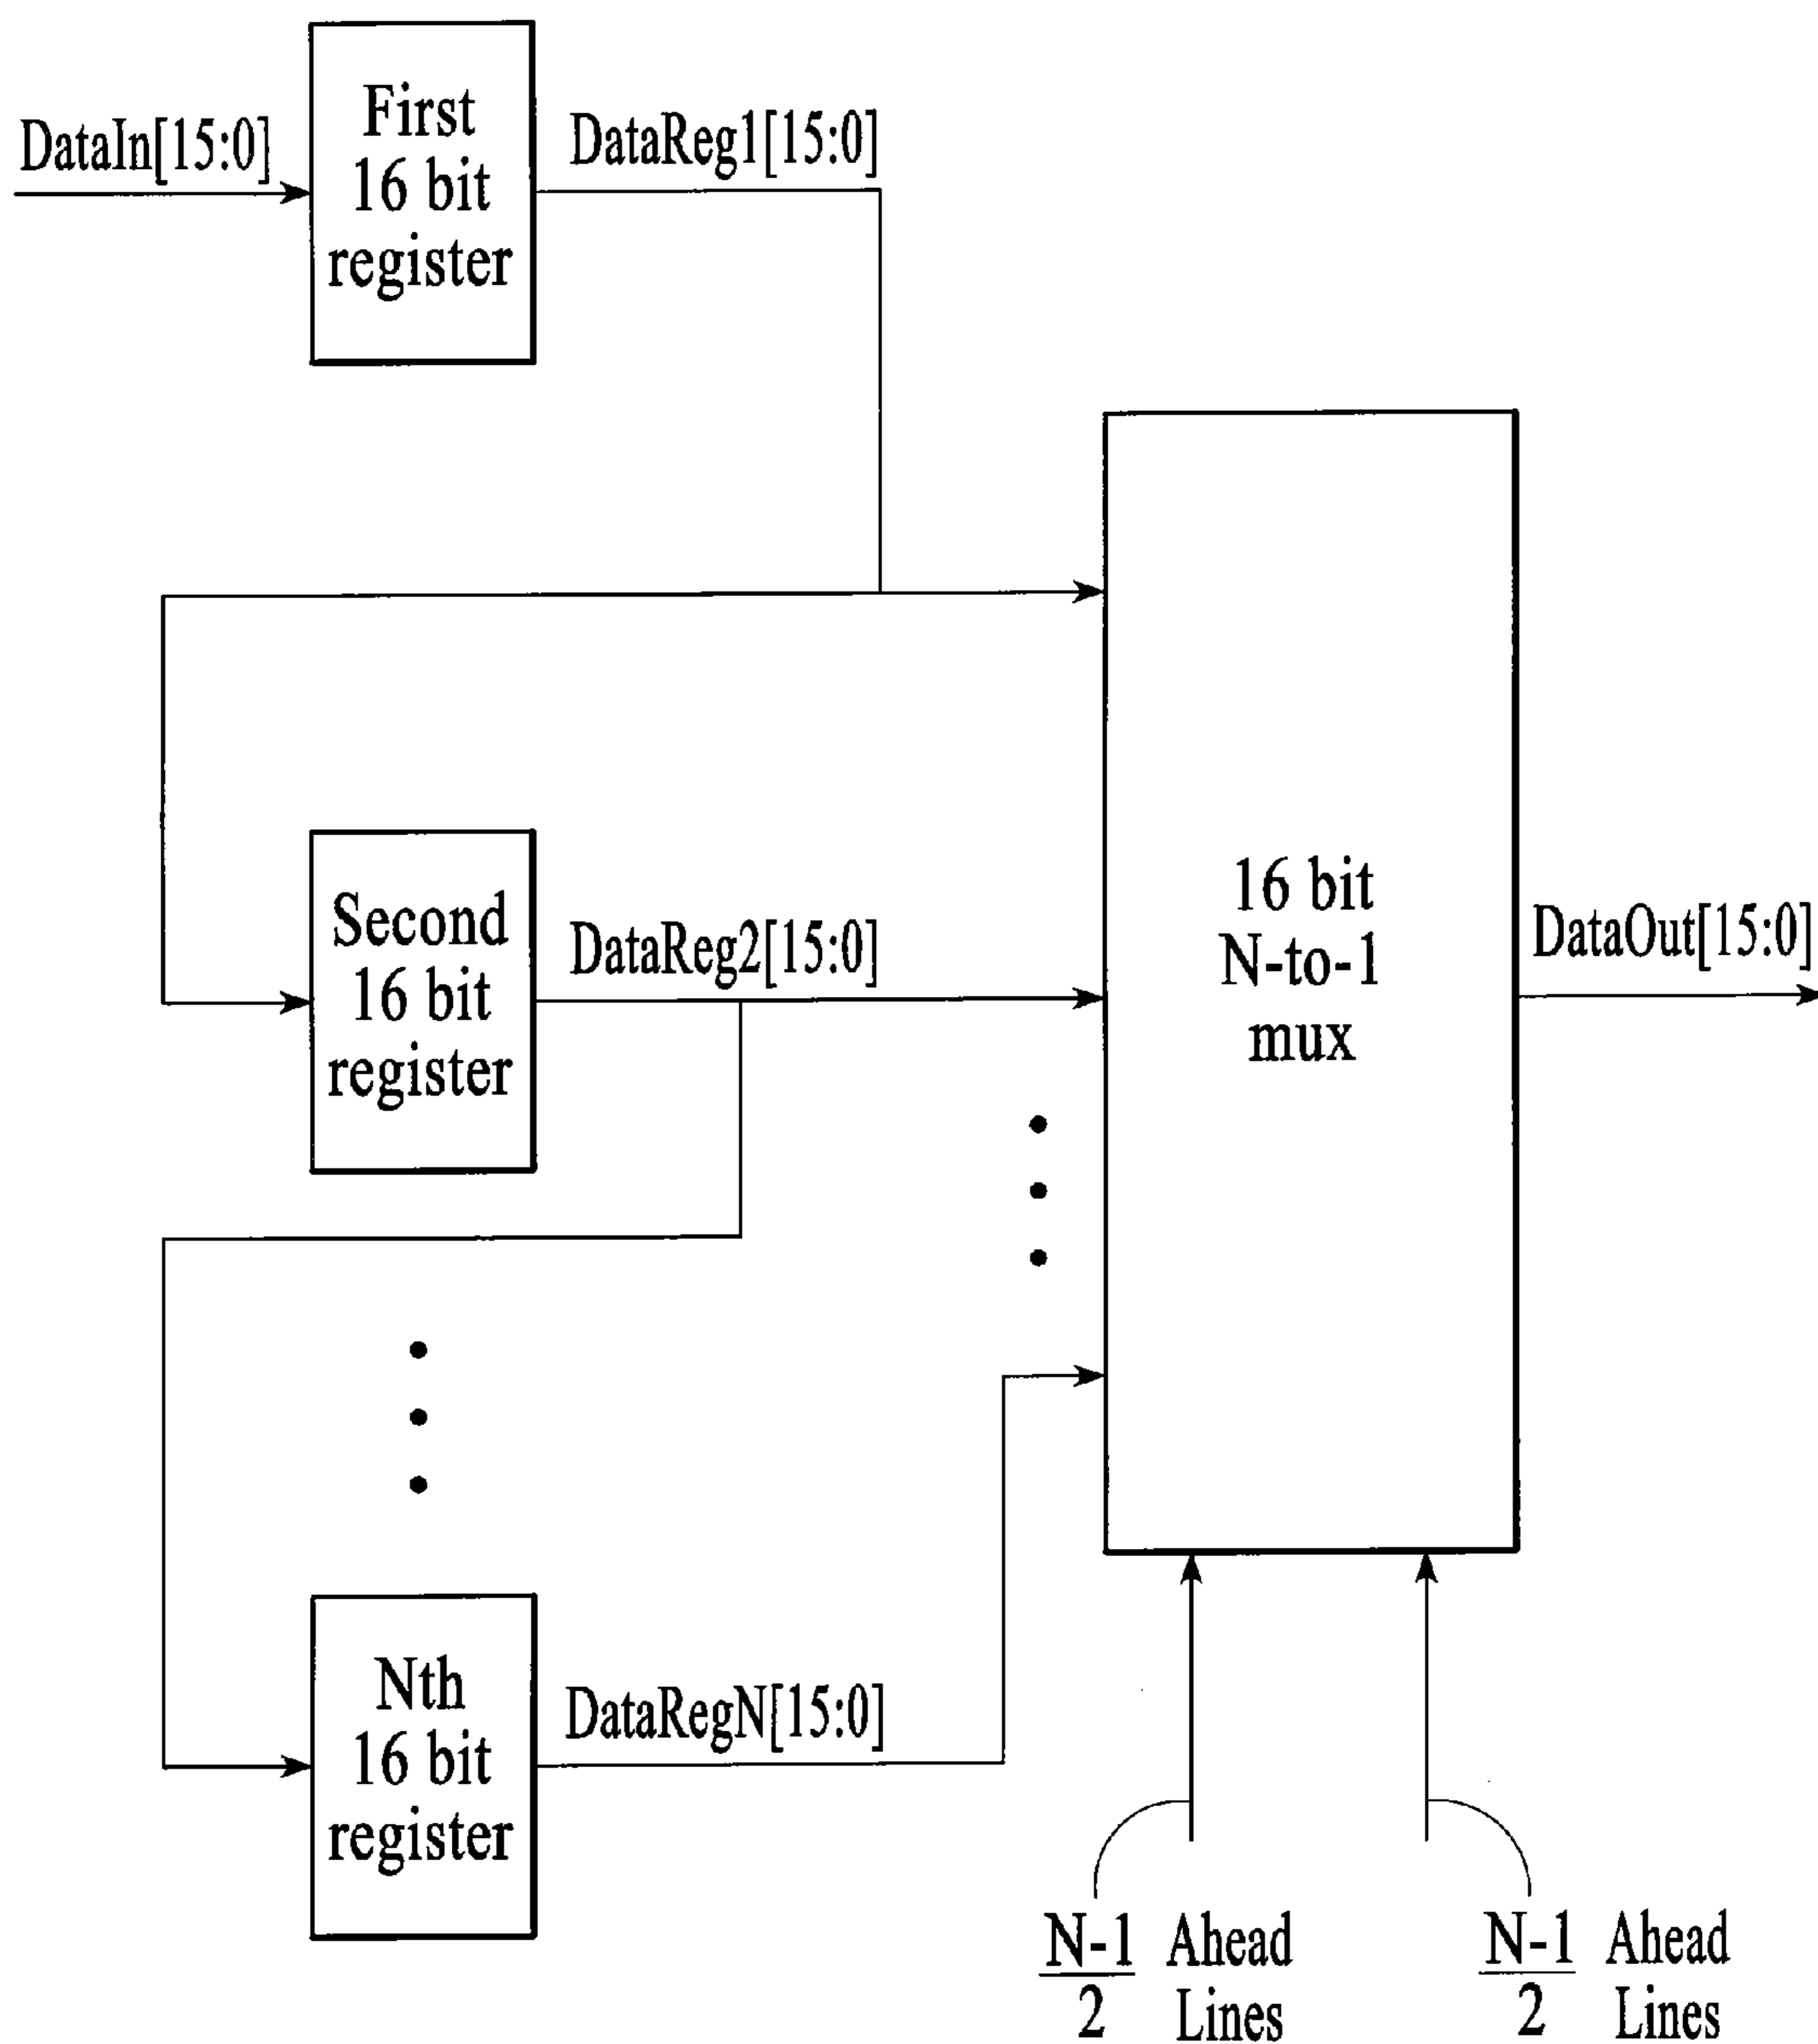 First
16 bit
register
DataIn[15:0]
DataReg1[15:0]
Second
16 bit
register
DataReg2[15:0]
16 bit
N-to-1
mux
DataOut[15:0]
Nth
16 bit
register
DataRegN[15:0]
N-1
2
Ahead
Lines
N-1
2
Ahead
Lines